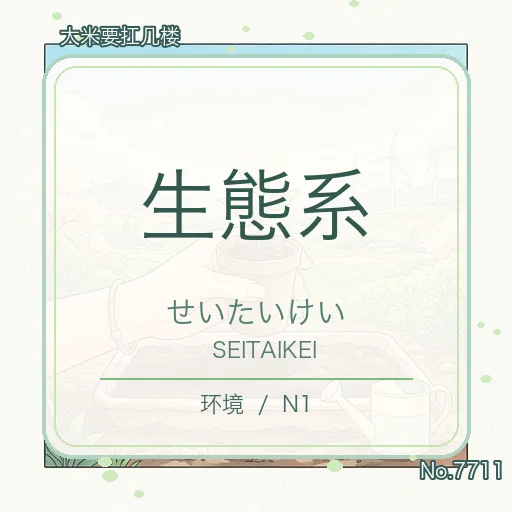 大米要扛几楼
生態系
せいたいけい
SEITAIKEI
环境 / N1
No.7711